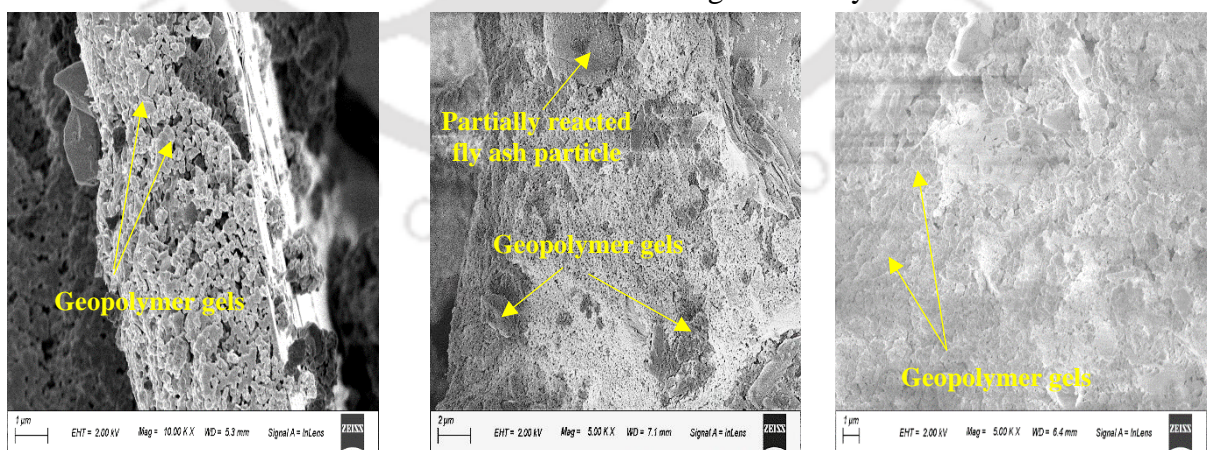 Geopolymer gels
1 µm
EHT = 2.00 kV Mag = 10.00 K X WD = 5.3 mm Signal A = InLens ZEISS
Partially reacted
fly ash particle
Geopolymer gels
2 µm
EHT = 2.00 kV Mag = 5.00 K X WD = 7.1 mm Signal A = InLens ZEISS
Geopolymer gels
1 µm
EHT = 2.00 kV Mag = 5.00 K X WD = 6.4 mm Signal A = InLens ZEISS